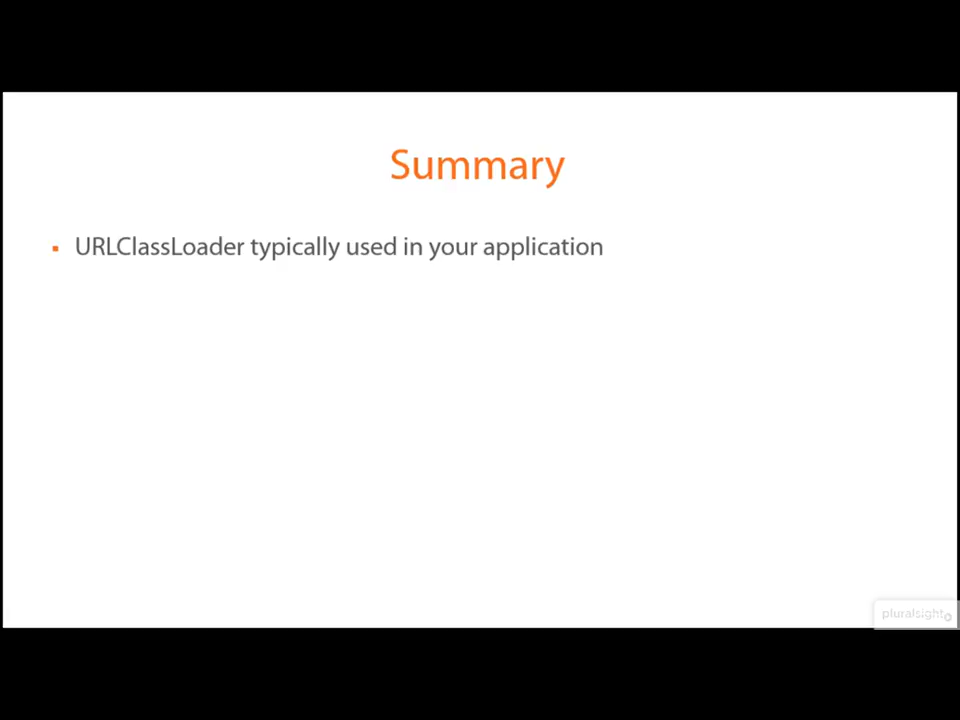 Summary
▪ URLClassLoader typically used in your application
pluralsight